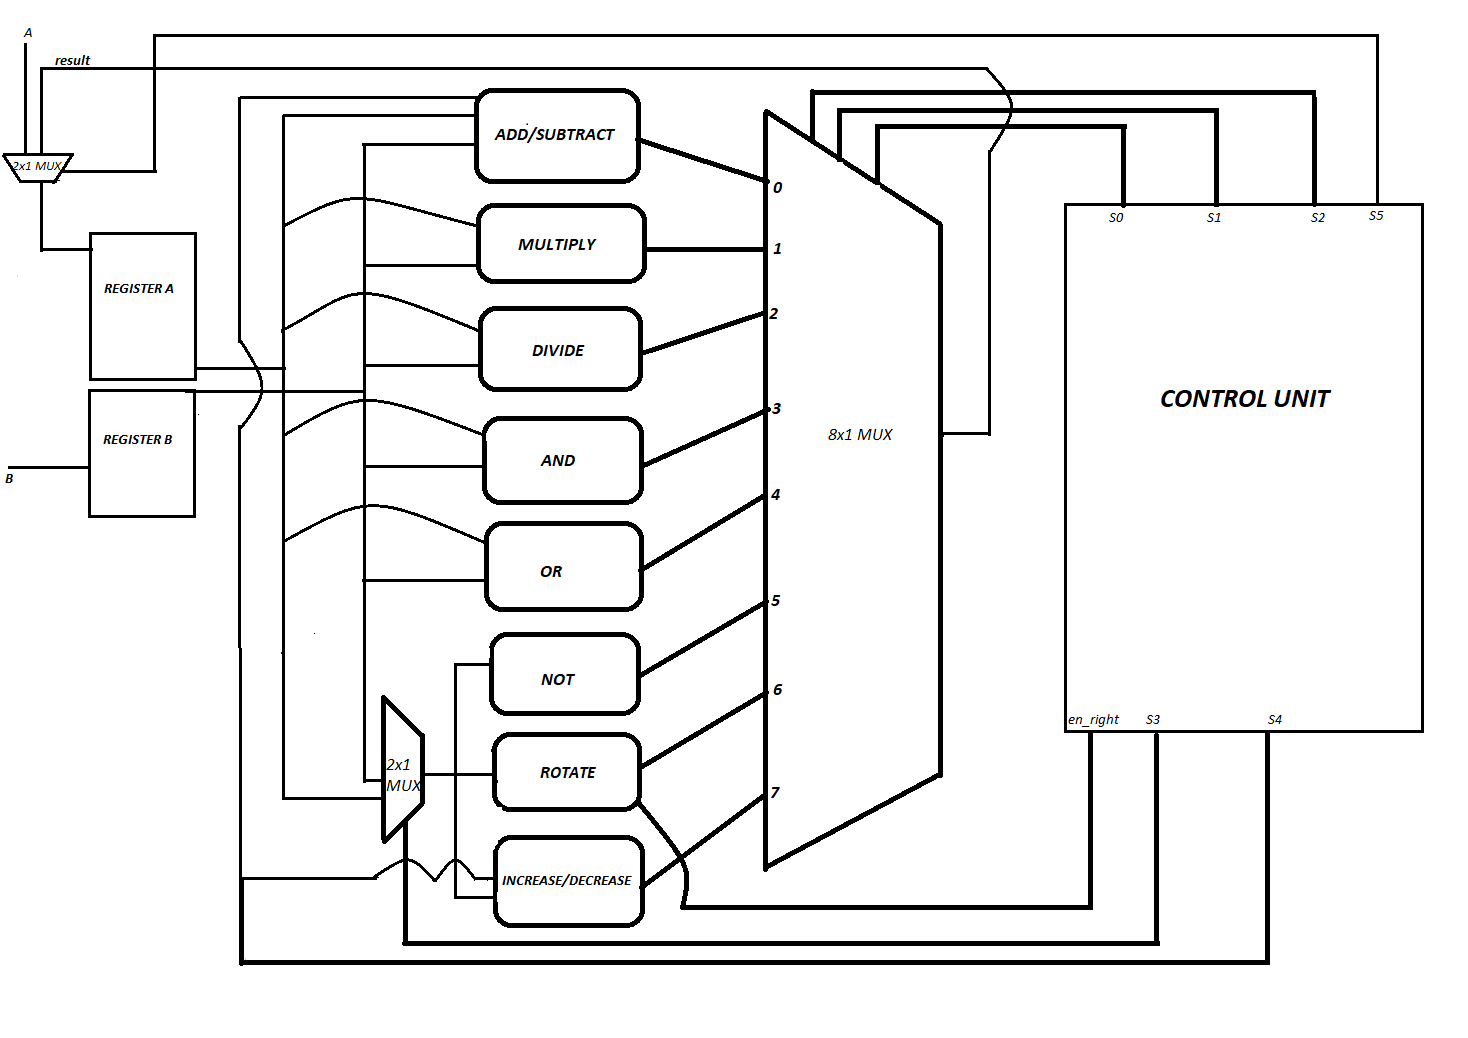 A
result
2x1 MUX
REGISTER A
REGISTER B
B
ADD/SUBTRACT
MULTIPLY
DIVIDE
AND
OR
NOT
ROTATE
INCREASE/DECREASE
2x1
MUX
0
1
2
3
4
5
6
7
8x1 MUX
S0
S1
S2
S5
CONTROL UNIT
en_right
S3
S4